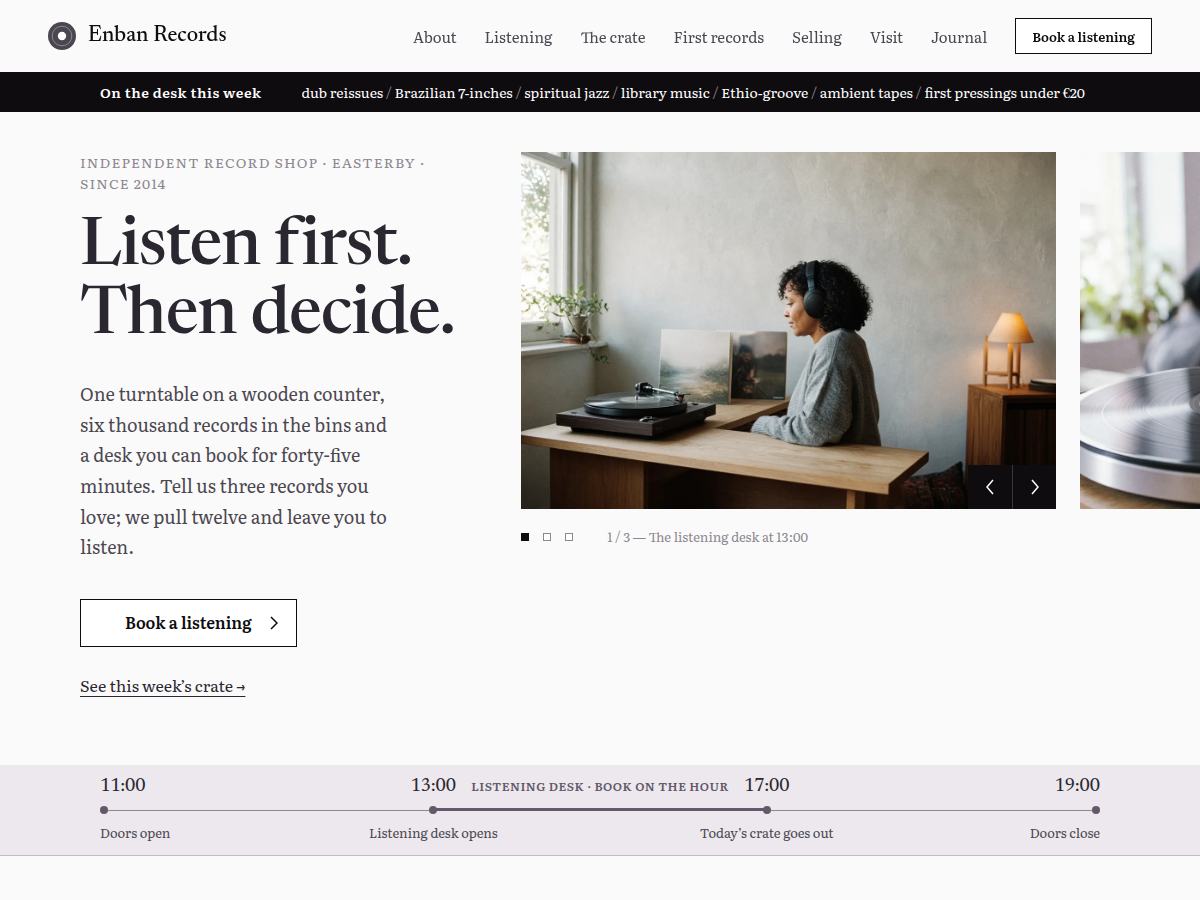 Enban Records
About
Listening
The crate
First records
Selling
Visit
Journal
Book a listening
On the desk this week
dub reissues / Brazilian 7-inches / spiritual jazz / library music / Ethio-groove / ambient tapes / first pressings under €20
INDEPENDENT RECORD SHOP · EASTERBY ·
SINCE 2014
Listen first.
Then decide.
One turntable on a wooden counter,
six thousand records in the bins and
a desk you can book for forty-five
minutes. Tell us three records you
love; we pull twelve and leave you to
listen.
Book a listening
See this week’s crate →
1 / 3 — The listening desk at 13:00
11:00
13:00
LISTENING DESK · BOOK ON THE HOUR
17:00
19:00
Doors open
Listening desk opens
Today’s crate goes out
Doors close